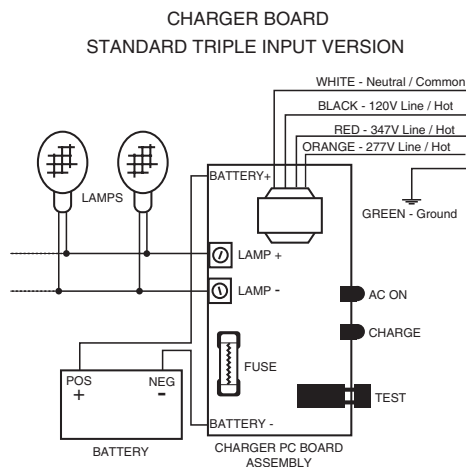 CHARGER BOARD
STANDARD TRIPLE INPUT VERSION
WHITE - Neutral / Common
BLACK - 120V Line / Hot
RED - 347V Line / Hot
ORANGE - 277V Line / Hot
BATTERY+
LAMPS
GREEN - Ground
LAMP +
LAMP -
AC ON
CHARGE
FUSE
POS
NEG
+
-
TEST
BATTERY -
BATTERY
CHARGER PC BOARD
ASSEMBLY